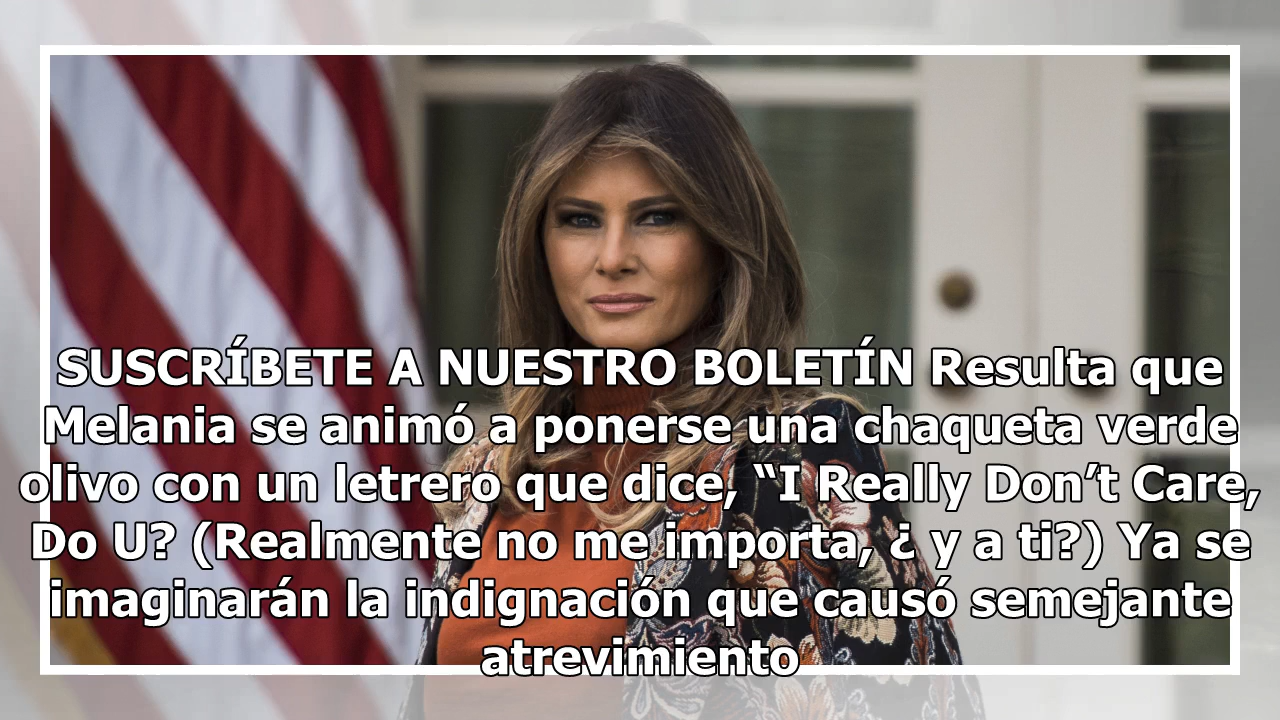 SUSCRÍBETE A NUESTRO BOLETÍN Resulta que
Melania se animó a ponerse una chaqueta verde
olivo con un letrero que dice, “I Really Don’t Care,
Do U? (Realmente no me importa, ¿ y a ti?) Ya se
imaginarán la indignación que causó semejante
atrevimiento